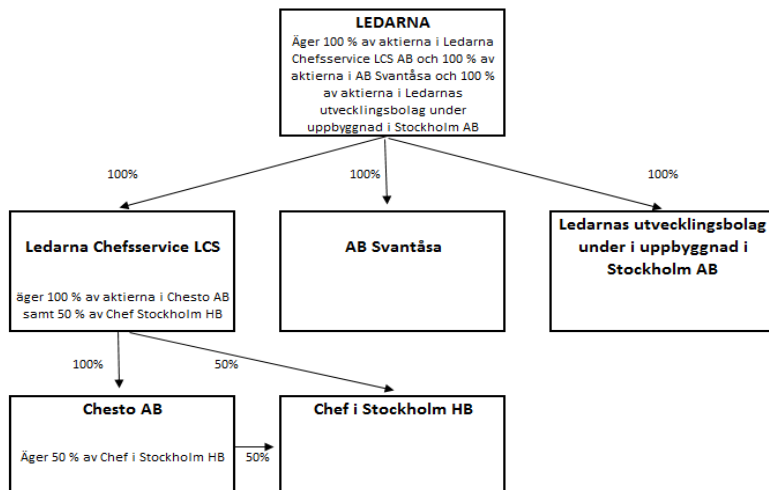 LEDARNA
Äger 100 % av aktierna i Ledarna
Chefsservice LCS AB och 100 % av
aktierna i AB Svantåsa och 100 %
av aktierna i Ledarnas
utvecklingsbolag under
uppbyggnad i Stockholm AB
100%
100%
100%
Ledarna Chefsservice LCS
äger 100 % av aktierna i Chesto AB
samt 50 % av Chef Stockholm HB
AB Svantåsa
Ledarnas utvecklingsbolag
under i uppbyggnad i
Stockholm AB
100%
50%
Chesto AB
Äger 50 % av Chef i Stockholm HB
50%
Chef i Stockholm HB